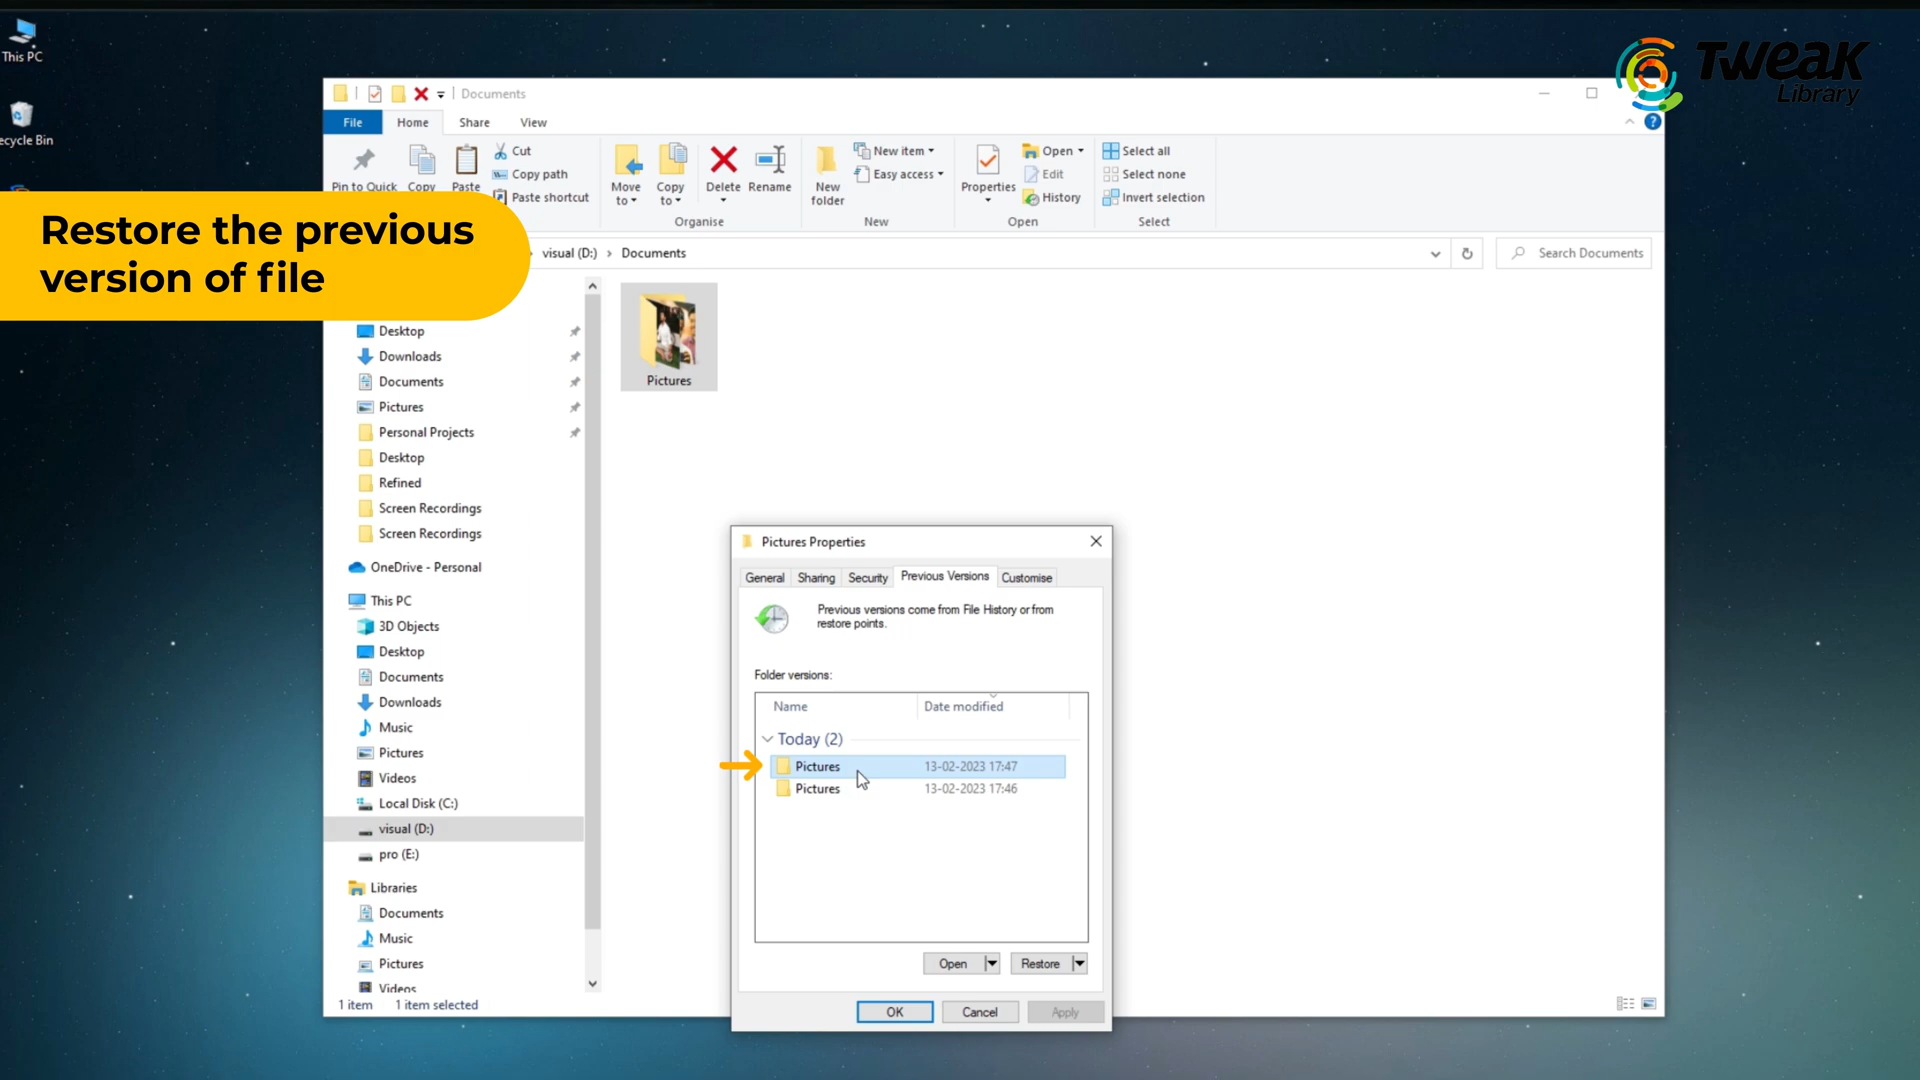 This PC
ecycle Bin
TWeaK
Library
Restore the previous
version of file
Documents
File
Home
Share
View
Pin to Quick
Copy
Paste
Cut
Copy path
Paste shortcut
Move
to
Copy
to
Delete
Rename
Organise
New
folder
New item
Easy access
New
Properties
Open
Edit
History
Open
Select all
Select none
Invert selection
Select
visual (D:) > Documents
Search Documents
Desktop
Downloads
Documents
Pictures
Personal Projects
Desktop
Refined
Screen Recordings
Screen Recordings
OneDrive - Personal
This PC
3D Objects
Desktop
Documents
Downloads
Music
Pictures
Videos
Local Disk (C:)
visual (D:)
pro (E:)
Libraries
Documents
Music
Pictures
Videos
1 item
1 item selected
Pictures
Pictures Properties
General
Sharing
Security
Previous Versions
Customise
Previous versions come from File History or from
restore points.
Folder versions:
Name
Date modified
Today (2)
Pictures 13-02-2023 17:47
Pictures 13-02-2023 17:46
Open
Restore
OK
Cancel
Apply